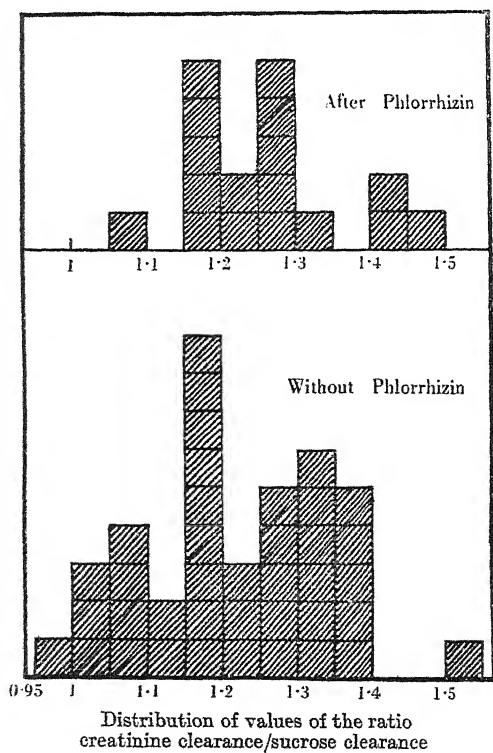 After Phlorrhizin
1 1·1 1·2 1·3 1·4 1·5
Without Phlorrhizin
0·95 1 1·1 1·2 1·3 1·4 1·5
Distribution of values of the ratio
creatinine clearance/sucrose clearance